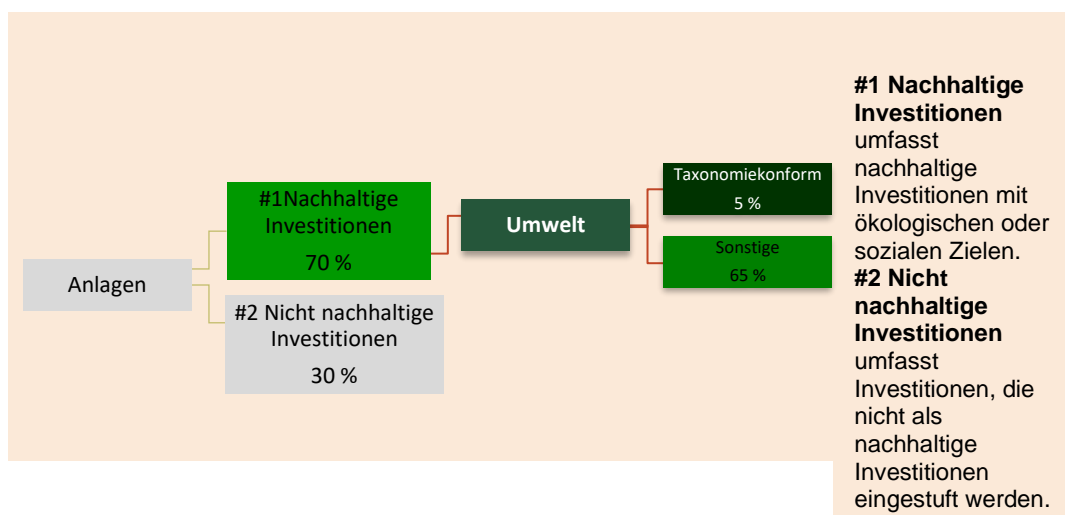 Anlagen
#1Nachhaltige
Investitionen
70 %
#2 Nicht nachhaltige
Investitionen
30 %
Umwelt
Taxonomiekonform
5 %
Sonstige
65 %
#1 Nachhaltige
Investitionen
umfasst
nachhaltige
Investitionen mit
ökologischen oder
sozialen Zielen.
#2 Nicht
nachhaltige
Investitionen
umfasst
Investitionen, die
nicht als
nachhaltige
Investitionen
eingestuft werden.